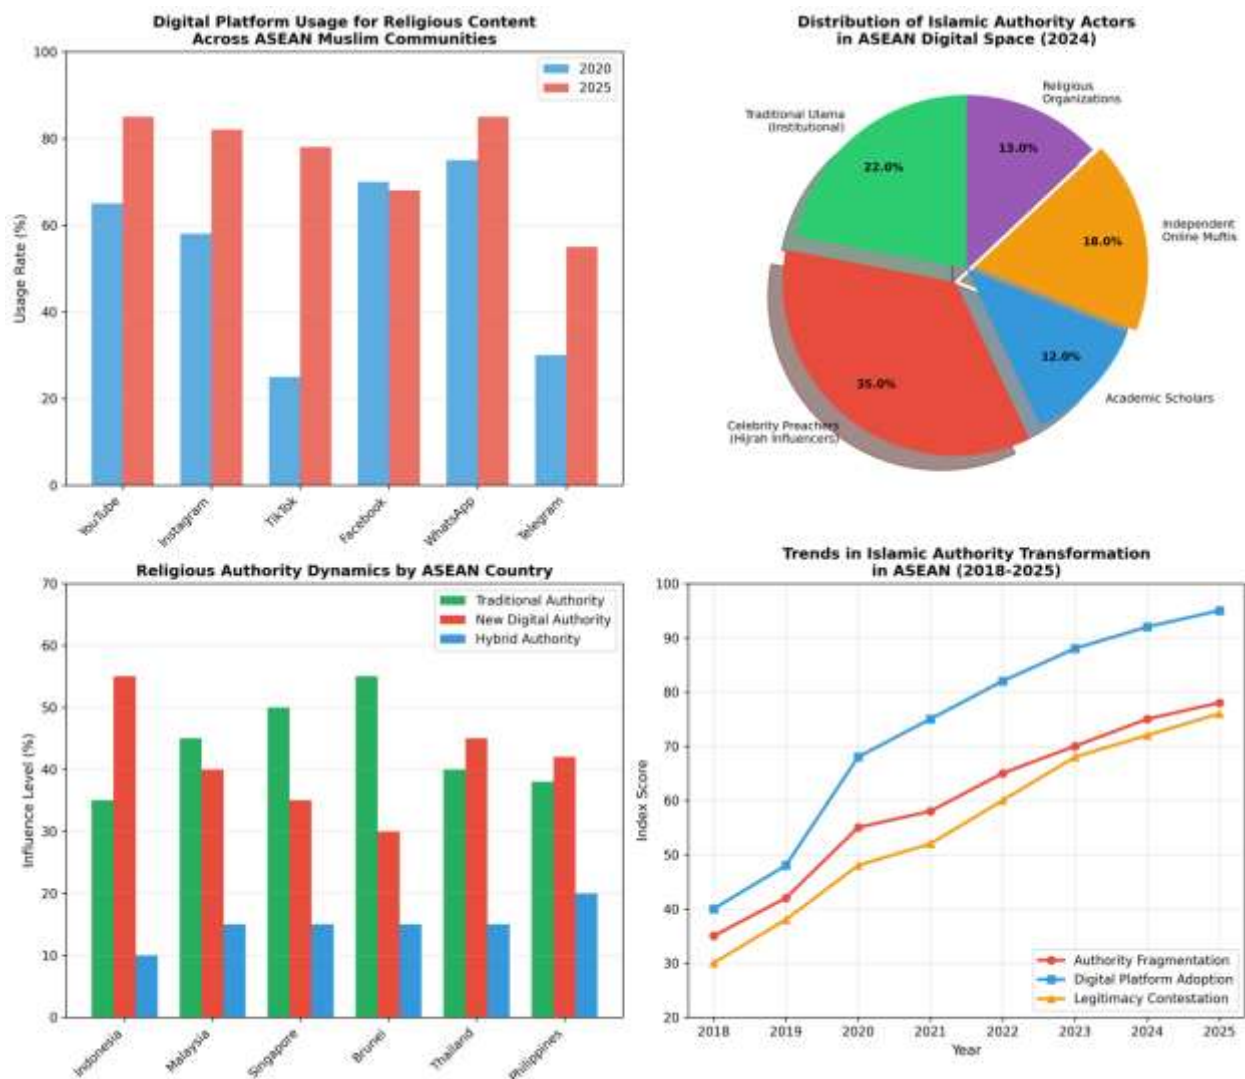 Digital Platform Usage for Religious Content
Across ASEAN Muslim Communities
100
80
60
40
20
0
Usage Rate (%)
2020
2025
YouTube
Instagram
TikTok
Facebook
WhatsApp
Telegram
Distribution of Islamic Authority Actors
in ASEAN Digital Space (2024)
Religious
Organizations
Traditional Ulama
(Institutional)
13.0%
22.0%
Independent
Online Muftis
18.0%
12.0%
35.0%
Academic Scholars
Celebrity Preachers
(Hijrah Influencers)
Religious Authority Dynamics by ASEAN Country
70
60
50
40
30
20
10
0
Influence Level (%)
Traditional Authority
New Digital Authority
Hybrid Authority
Indonesia
Malaysia
Singapore
Brunei
Thailand
Philippines
Trends in Islamic Authority Transformation
in ASEAN (2018-2025)
100
90
80
70
60
50
40
30
20
Index Score
Authority Fragmentation
Digital Platform Adoption
Legitimacy Contestation
2018
2019
2020
2021
2022
2023
2024
2025
Year